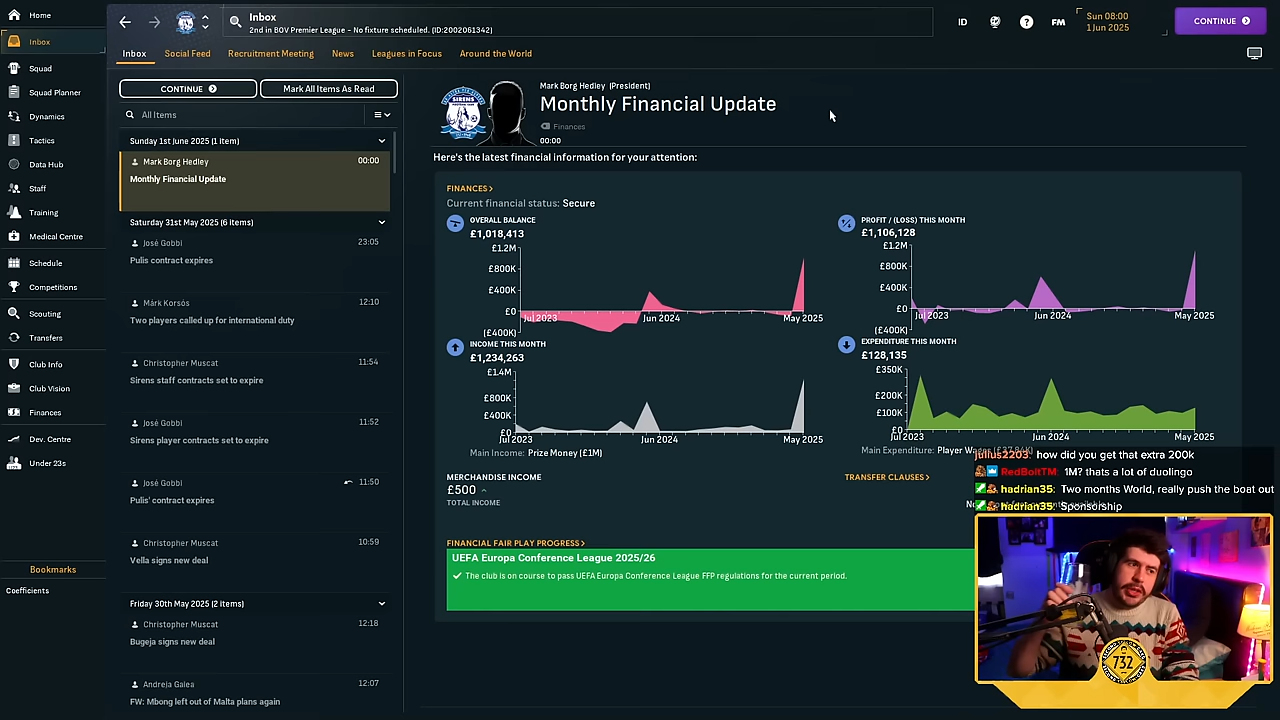 Home
Inbox
Squad
Squad Planner
Dynamics
Tactics
Data Hub
Staff
Training
Medical Centre
Schedule
Competitions
Scouting
Transfers
Club Info
Club Vision
Finances
Dev. Centre
Under 23s
Bookmarks
Coefficients
Inbox
2nd in BOV Premier League - No fixture scheduled. (ID:2002061342)
ID
FM
Sun 08:00
1 Jun 2025
CONTINUE
Inbox
Social Feed
Recruitment Meeting
News
Leagues in Focus
Around the World
CONTINUE
Mark All Items As Read
All Items
Sunday 1st June 2025 (1 item)
Mark Borg Hedley 00:00
Monthly Financial Update
Saturday 31st May 2025 (6 items)
José Gobbi 23:05
Pulis contract expires
Márk Korsós 12:10
Two players called up for international duty
Christopher Muscat 11:54
Sirens staff contracts set to expire
José Gobbi 11:52
Sirens player contracts set to expire
José Gobbi 11:50
Pulis' contract expires
Christopher Muscat 10:59
Vella signs new deal
Friday 30th May 2025 (2 items)
Christopher Muscat 12:18
Bugeja signs new deal
Andreja Galea 12:07
FW: Mbong left out of Malta plans again
SIRENS
Mark Borg Hedley (President)
Monthly Financial Update
Finances
00:00
Here's the latest financial information for your attention:
FINANCES >
Current financial status: Secure
OVERALL BALANCE
£1,018,413
£1.2M
£800K
£400K
£0
(£400K)
Jul 2023
Jun 2024
May 2025
PROFIT / (LOSS) THIS MONTH
£1,106,128
£1.2M
£800K
£400K
£0
(£400K)
Jul 2023
Jun 2024
May 2025
INCOME THIS MONTH
£1,234,263
£1.4M
£800K
£400K
£0
Jul 2023
Jun 2024
May 2025
Main Income: Prize Money (£1M)
EXPENDITURE THIS MONTH
£128,135
£350K
£200K
£100K
£0
Jul 2023
Jun 2024
May 2025
Main Expenditure: Player
MERCHANDISE INCOME
£500
TOTAL INCOME
TRANSFER CLAUSES >
FINANCIAL FAIR PLAY PROGRESS >
UEFA Europa Conference League 2025/26
The club is on course to pass UEFA Europa Conference League FFP regulations for the current period.
julius2203: how did you get that extra 200k
RedBoltTM: 1M? thats a lot of duolingo
hadrian35: Two months World, really push the boat out
hadrian35: Sponsorship
732